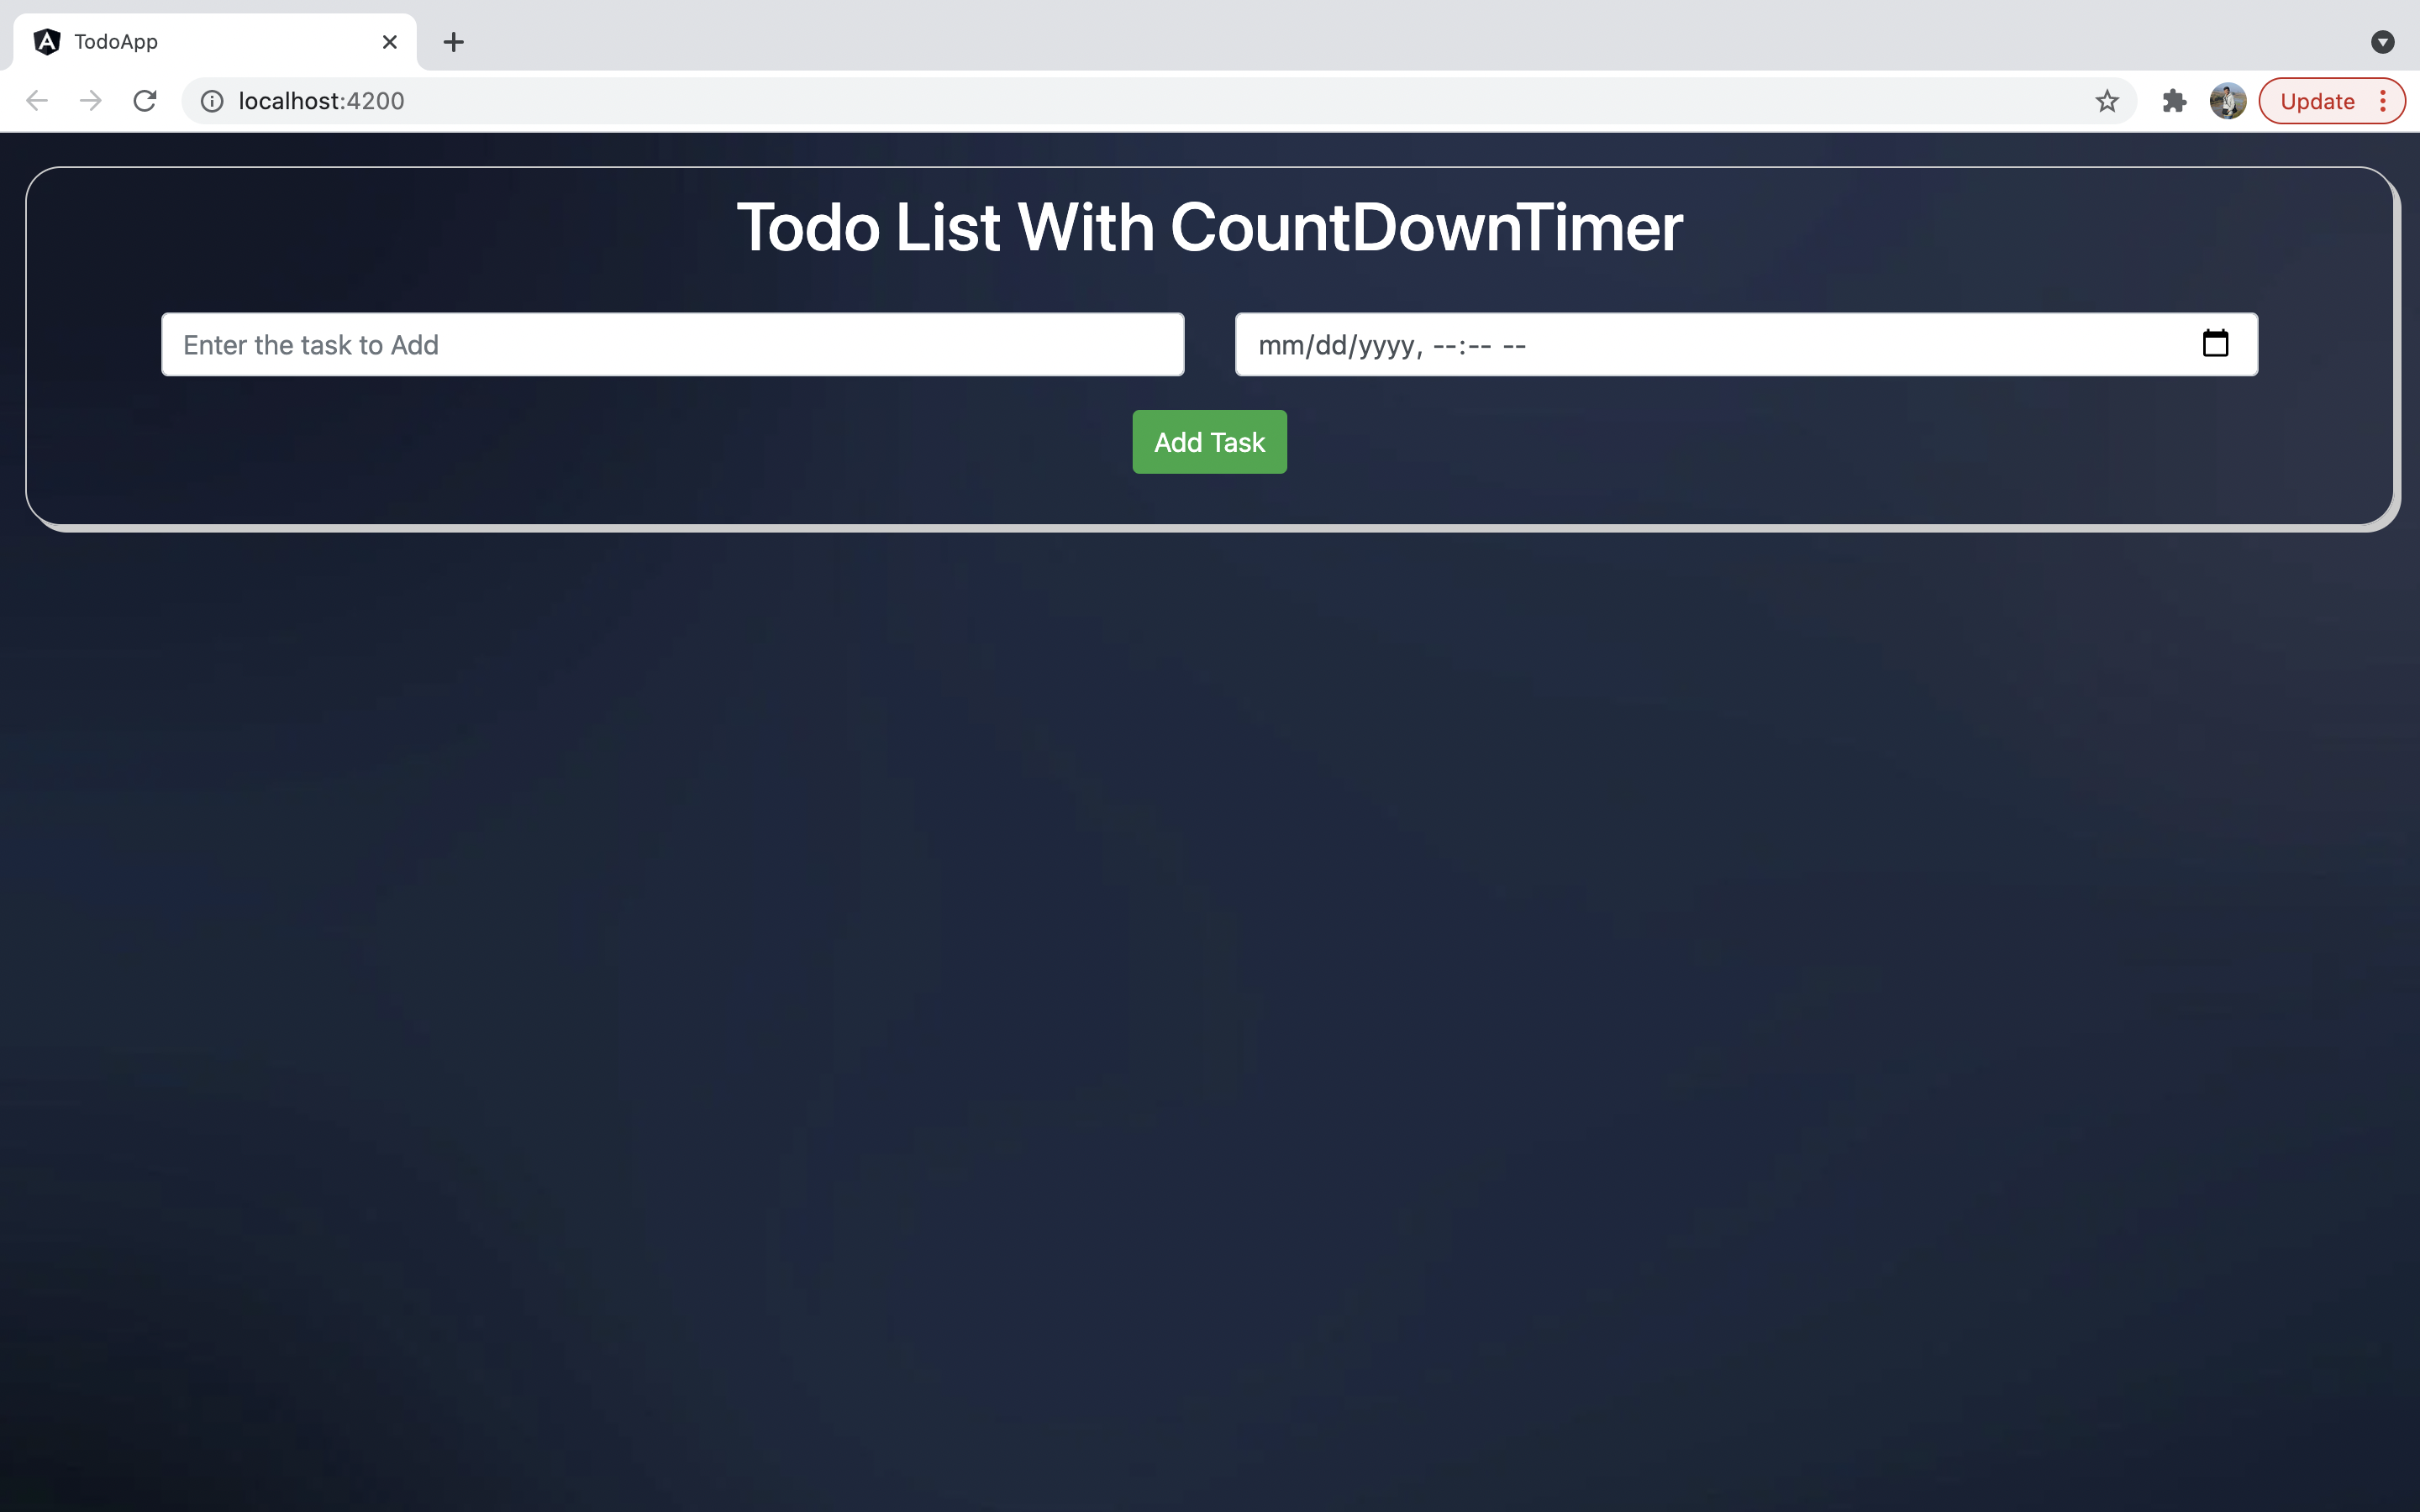 TodoApp
localhost:4200
Update
Todo List With CountDownTimer
Enter the task to Add
mm/dd/yyyy, --:-- --
Add Task